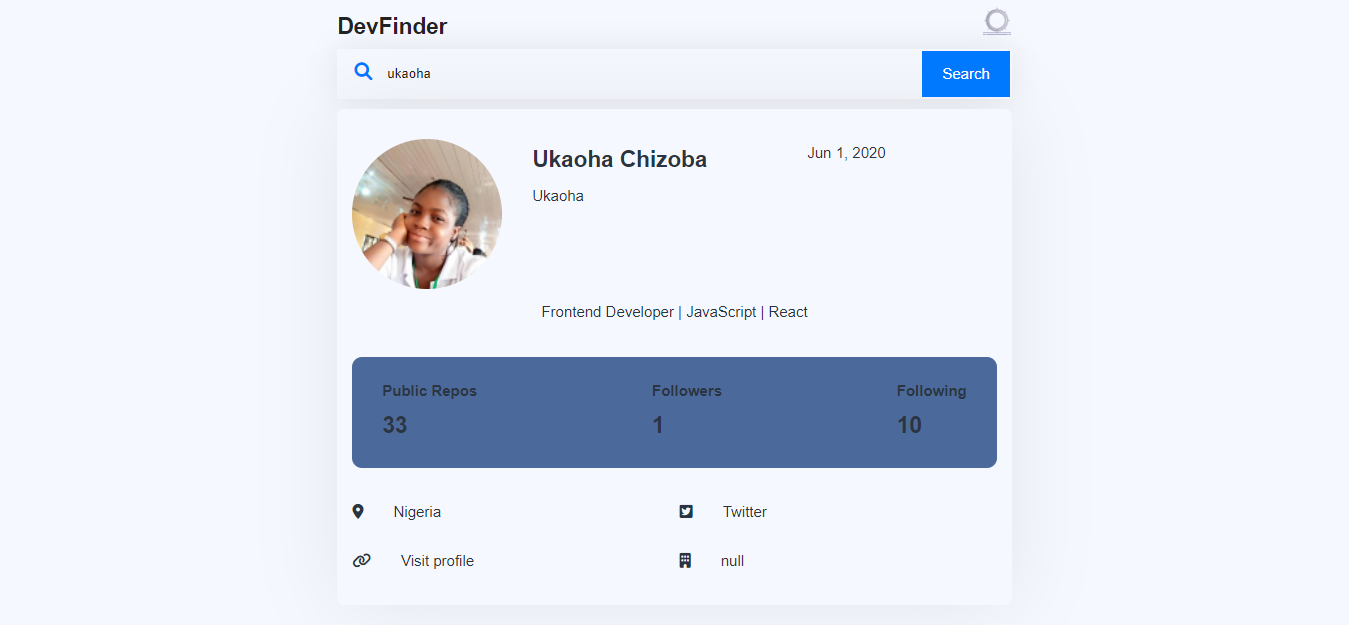 DevFinder
ukaoha
Search
Ukaoha Chizoba
Jun 1, 2020
Ukaoha
Frontend Developer | JavaScript | React
Public Repos
Followers
Following
33
1
10
Nigeria
Twitter
Visit profile
null